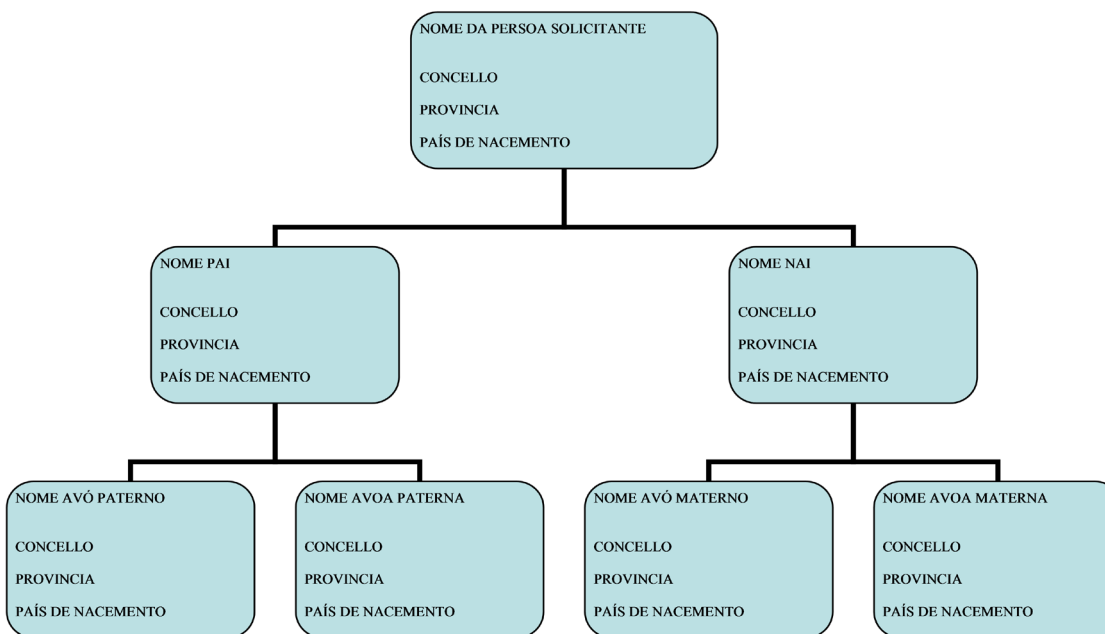 NOME DA PERSOA SOLICITANTE
CONCELLO
PROVINCIA
PAÍS DE NACEMENTO
NOME PAI
CONCELLO
PROVINCIA
PAÍS DE NACEMENTO
NOME NAI
CONCELLO
PROVINCIA
PAÍS DE NACEMENTO
NOME AVÓ PATERNO
CONCELLO
PROVINCIA
PAÍS DE NACEMENTO
NOME AVOA PATERNA
CONCELLO
PROVINCIA
PAÍS DE NACEMENTO
NOME AVÓ MATERNO
CONCELLO
PROVINCIA
PAÍS DE NACEMENTO
NOME AVOA MATERNA
CONCELLO
PROVINCIA
PAÍS DE NACEMENTO